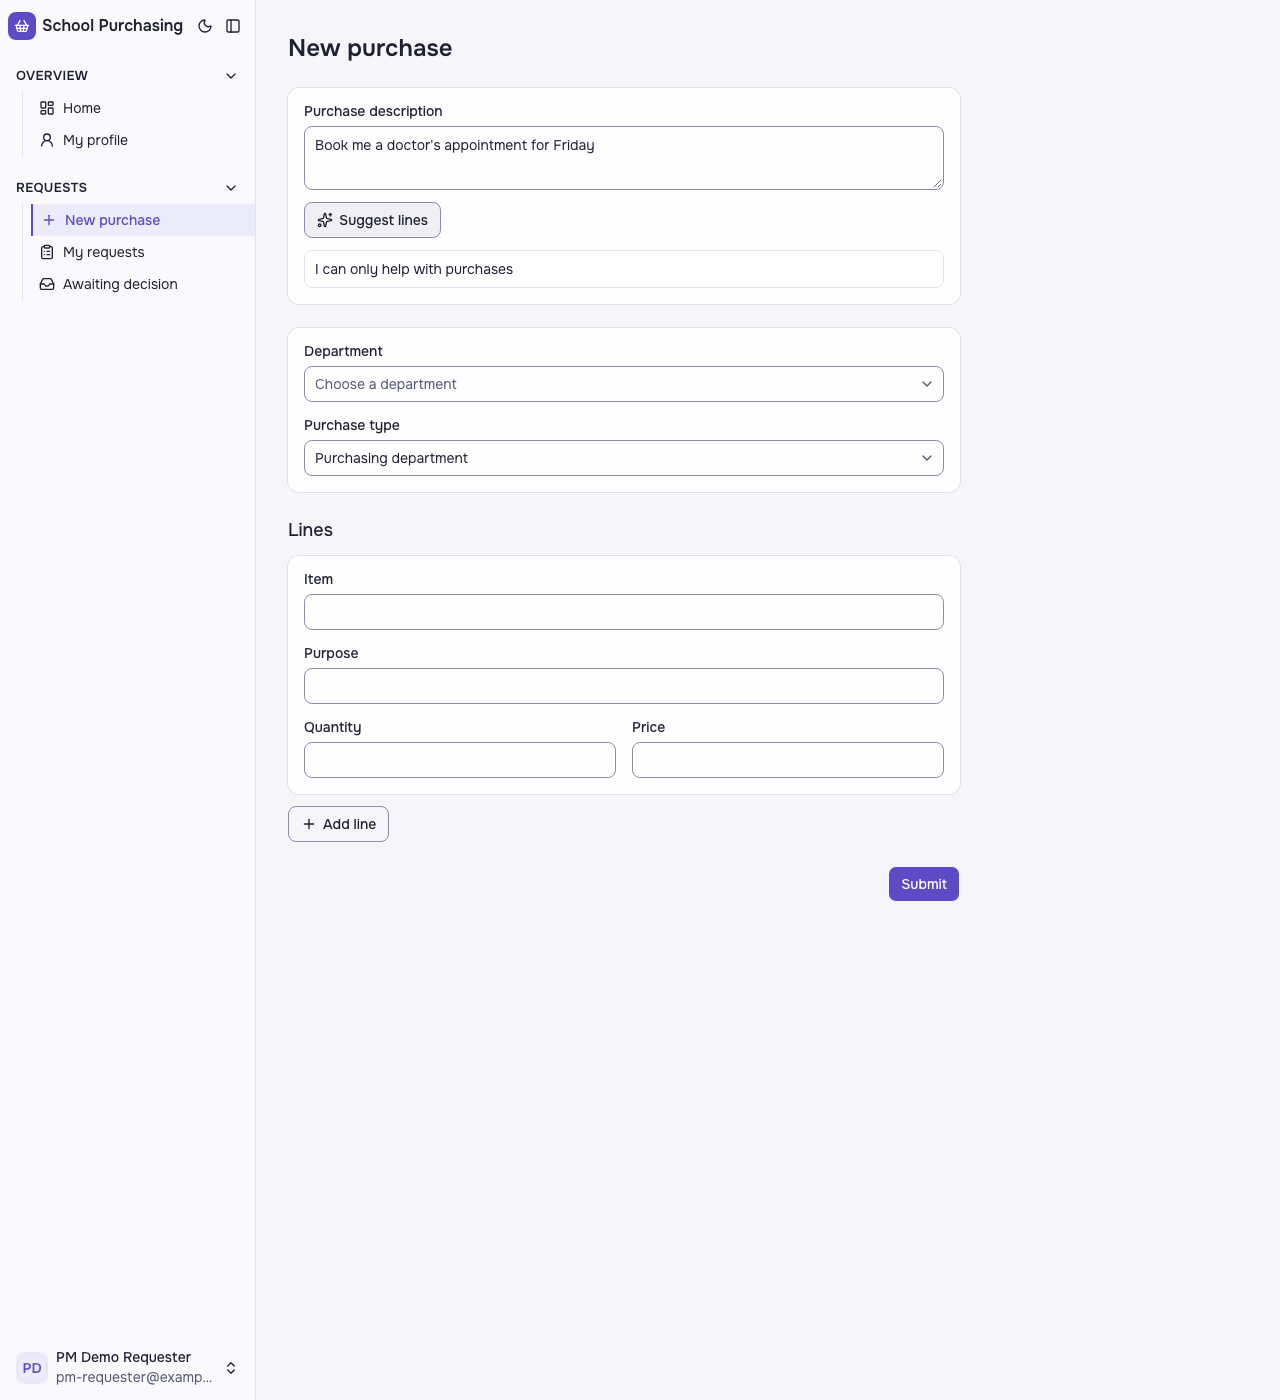 School Purchasing
OVERVIEW
Home
My profile
REQUESTS
New purchase
My requests
Awaiting decision
New purchase
Purchase description
Book me a doctor's appointment for Friday
Suggest lines
I can only help with purchases
Department
Choose a department
Purchase type
Purchasing department
Lines
Item
Purpose
Quantity Price
Add line
Submit
PD
PM Demo Requester
pm-requester@examp...